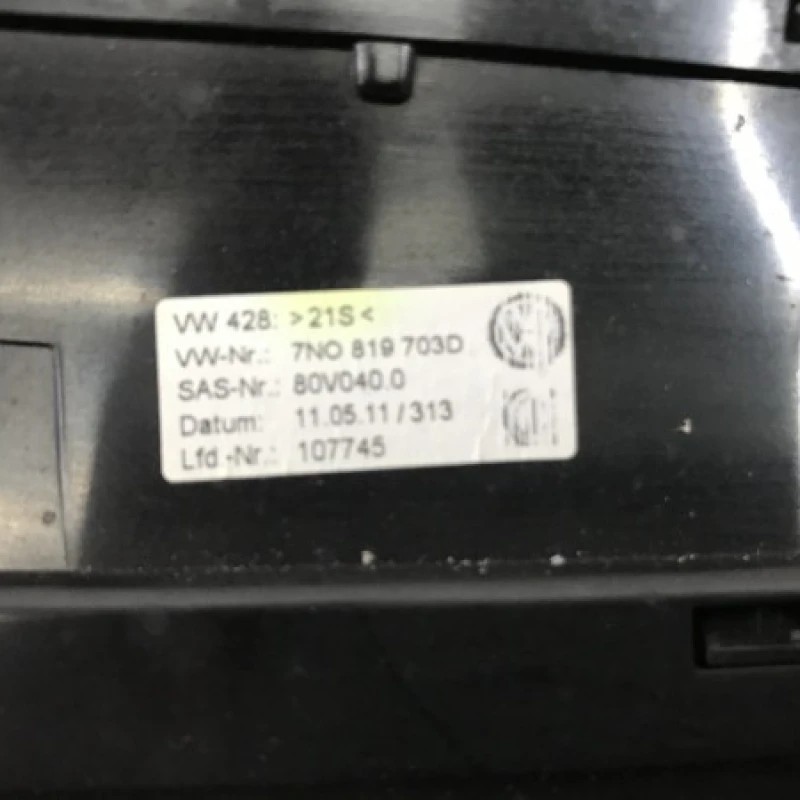 VW 428: >21S<
VW-Nr.: 7N0 819 703D
SAS-Nr.: 80V040.0
Datum: 11.05.11 / 313
Lfd -Nr.: 107745